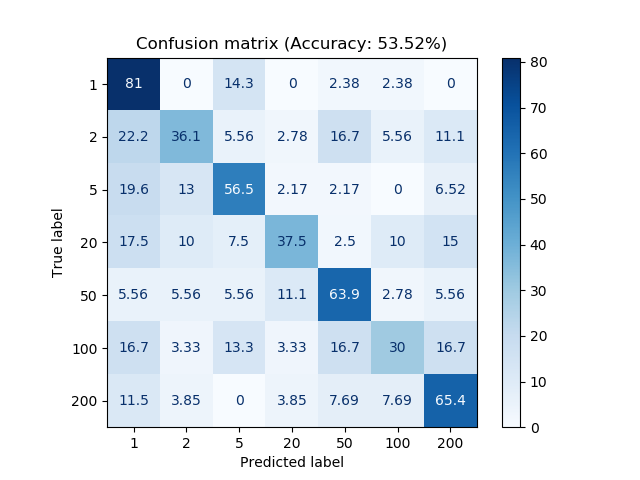 Confusion matrix (Accuracy: 53.52%)
1 81 0 14.3 0 2.38 2.38 0
2 22.2 36.1 5.56 2.78 16.7 5.56 11.1
5 19.6 13 56.5 2.17 2.17 0 6.52
20 17.5 10 7.5 37.5 2.5 10 15
50 5.56 5.56 5.56 11.1 63.9 2.78 5.56
100 16.7 3.33 13.3 3.33 16.7 30 16.7
200 11.5 3.85 0 3.85 7.69 7.69 65.4
1 2 5 20 50 100 200
Predicted label
True label
80
70
60
50
40
30
20
10
0